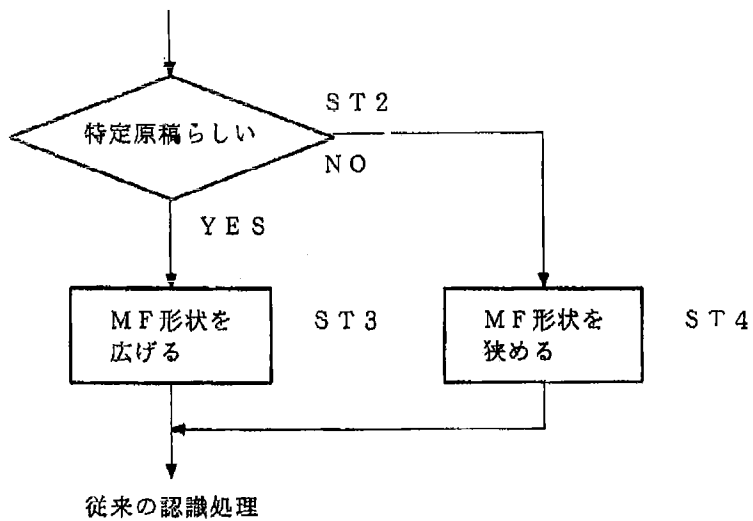 ST2
特定原稿らしい
NO
YES
MF形状を
広げる
ST3
MF形状を
狭める
ST4
従来の認識処理